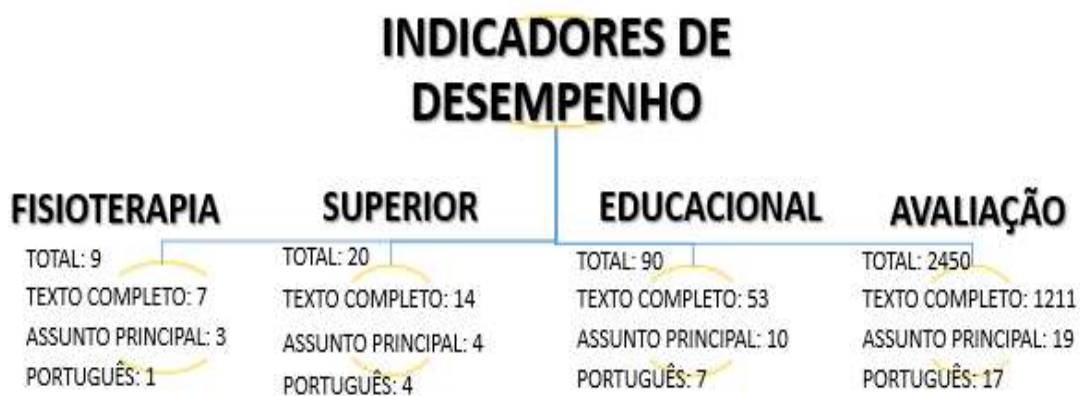 INDICADORES DE
DESEMPENHO
FISIOTERAPIA
TOTAL: 9
TEXTO COMPLETO: 7
ASSUNTO PRINCIPAL: 3
PORTUGUÊS: 1
SUPERIOR
TOTAL: 20
TEXTO COMPLETO: 14
ASSUNTO PRINCIPAL: 4
PORTUGUÊS: 4
EDUCACIONAL
TOTAL: 90
TEXTO COMPLETO: 53
ASSUNTO PRINCIPAL: 10
PORTUGUÊS: 7
AVALIAÇÃO
TOTAL: 2450
TEXTO COMPLETO: 1211
ASSUNTO PRINCIPAL: 19
PORTUGUÊS: 17